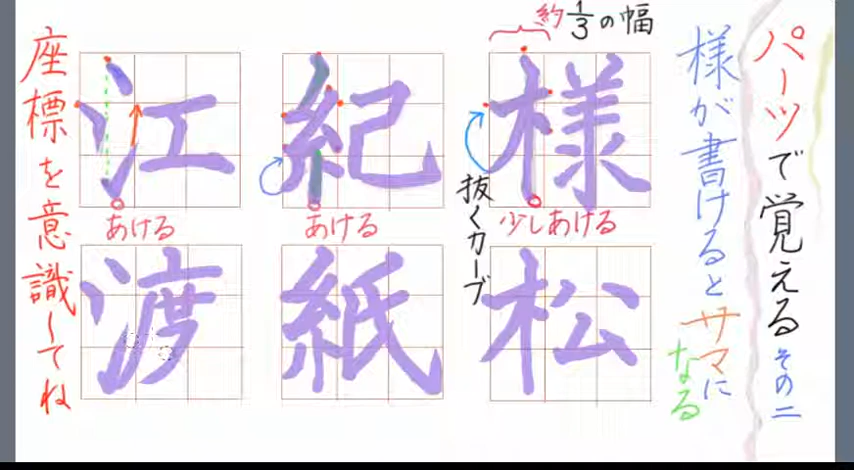 パーツで覚える その二
様が書けるとサマになる
約1/3の幅
様
紀
江
抜くカーブ
少しあける
あける
あける
松
紙
渡
座標を意識してね